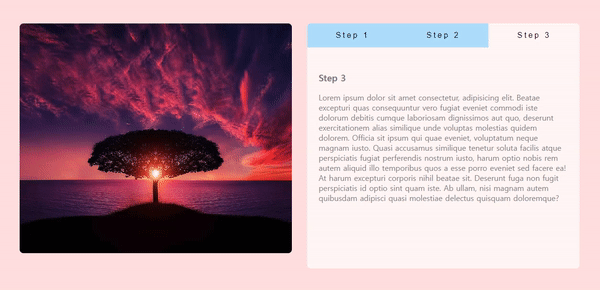 Step 1
Step 2
Step 3
Step 3
Lorem ipsum dolor sit amet consectetur, adipisicing elit. Beatae
excepturi quas consequuntur vero fugiat eveniet commodi iste
dolorum debitis cumque laboriosam dignissimos aut quo, deserunt
exercitationem alias similique unde voluptas molestias quidem
dolorem. Officia sit ipsum qui quae eveniet, voluptatum neque
magnam iusto. Quasi accusamus similique tenetur soluta facilis atque
perspiciatis fugiat perferendis nostrum iusto, harum optio nobis rem
autem aliquid illo temporibus quos a esse porro eveniet sed facere ea!
At harum excepturi corporis nihil beatae sit. Deserunt fuga non fugit
perspiciatis id optio sint quam iste. Ab ullam, nisi magnam autem
quibusdam adipisci quasi molestiae delectus quisquam doloremque?